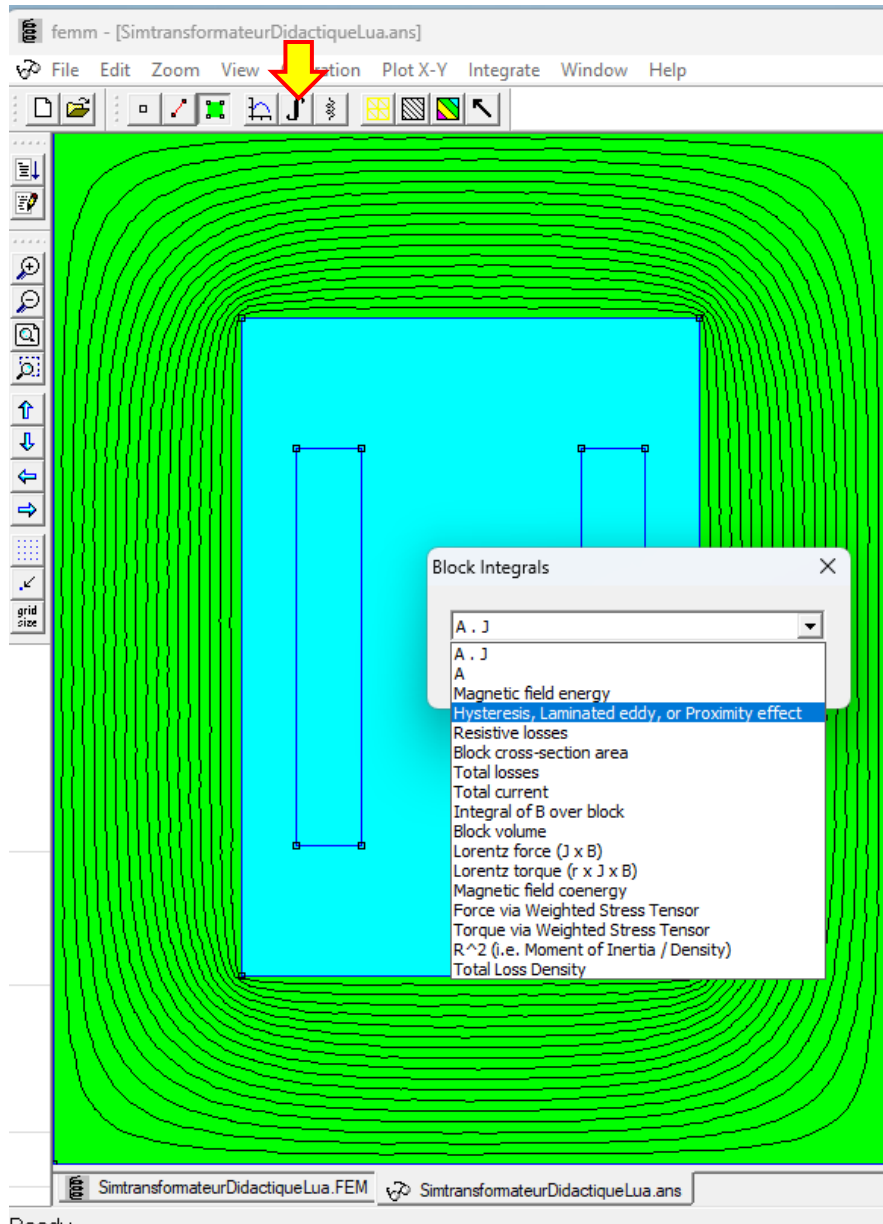 femm - [SimtransformateurDidactiqueLua.ans]
File Edit Zoom View Plot X-Y Integrate Window Help
Block Integrals
A . J
A . J
A
Magnetic field energy
Hysteresis, Laminated eddy, or Proximity effect
Resistive losses
Block cross-section area
Total losses
Total current
Integral of B over block
Block volume
Lorentz force (J x B)
Lorentz torque (r x J x B)
Magnetic field coenergy
Force via Weighted Stress Tensor
Torque via Weighted Stress Tensor
R^2 (i.e. Moment of Inertia / Density)
Total Loss Density
grid
size
SimtransformateurDidactiqueLua.FEM SimtransformateurDidactiqueLua.ans